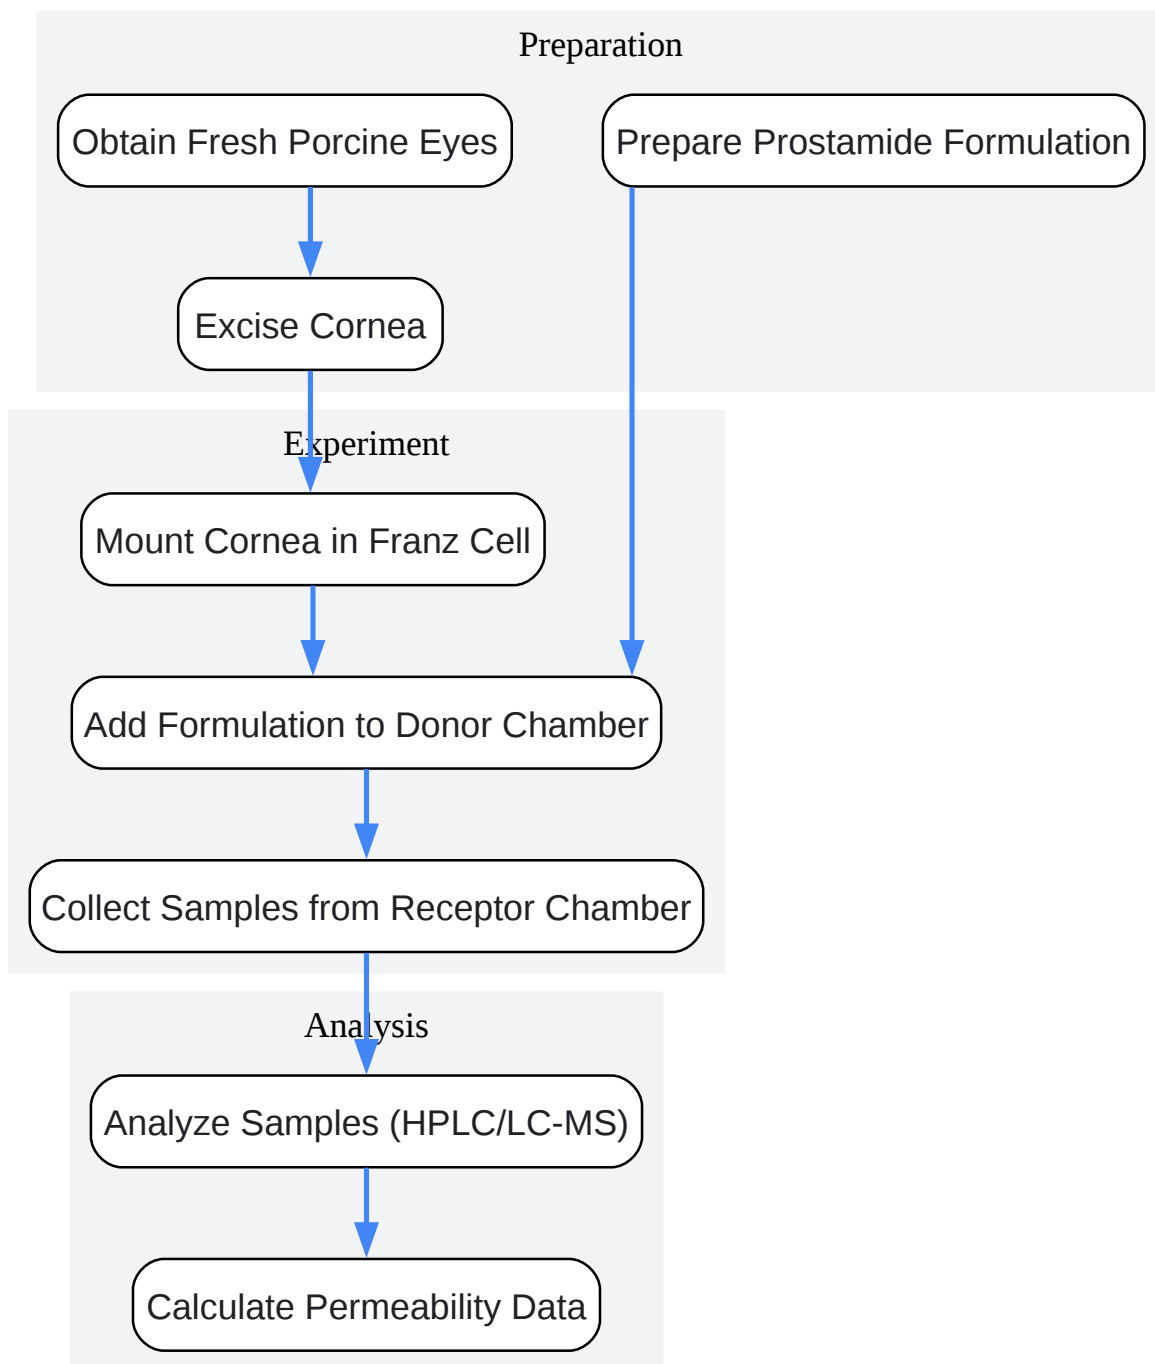 Preparation
Obtain Fresh Porcine Eyes
Prepare Prostamide Formulation
Excise Cornea
Experiment
Mount Cornea in Franz Cell
Add Formulation to Donor Chamber
Collect Samples from Receptor Chamber
Analysis
Analyze Samples (HPLC/LC-MS)
Calculate Permeability Data